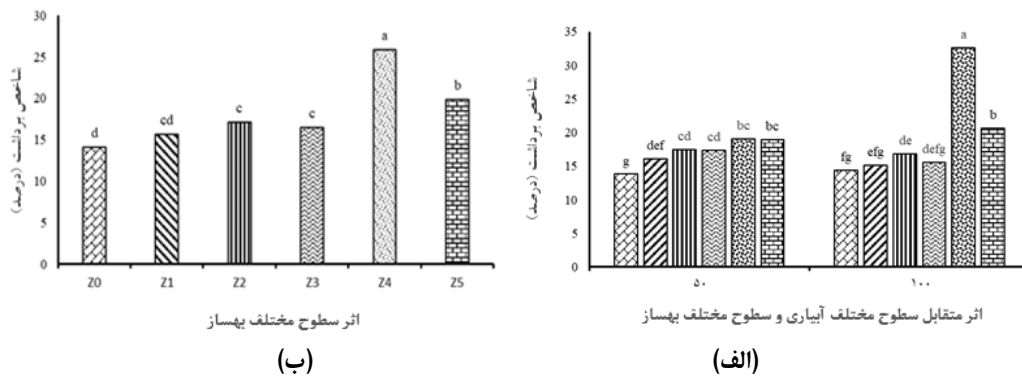 شاخص برداشت (درصد)
35
30
25
20
15
10
5
0
g
def
cd
cd
bc
bc
fg
efg
de
defg
a
b
۵۰
۱۰۰
اثر متقابل سطوح مختلف آبیاری و سطوح مختلف بهساز
(الف)
شاخص برداشت (درصد)
30
25
20
15
10
5
0
d
cd
c
c
a
b
Z0
Z1
Z2
Z3
Z4
Z5
اثر سطوح مختلف بهساز
(ب)